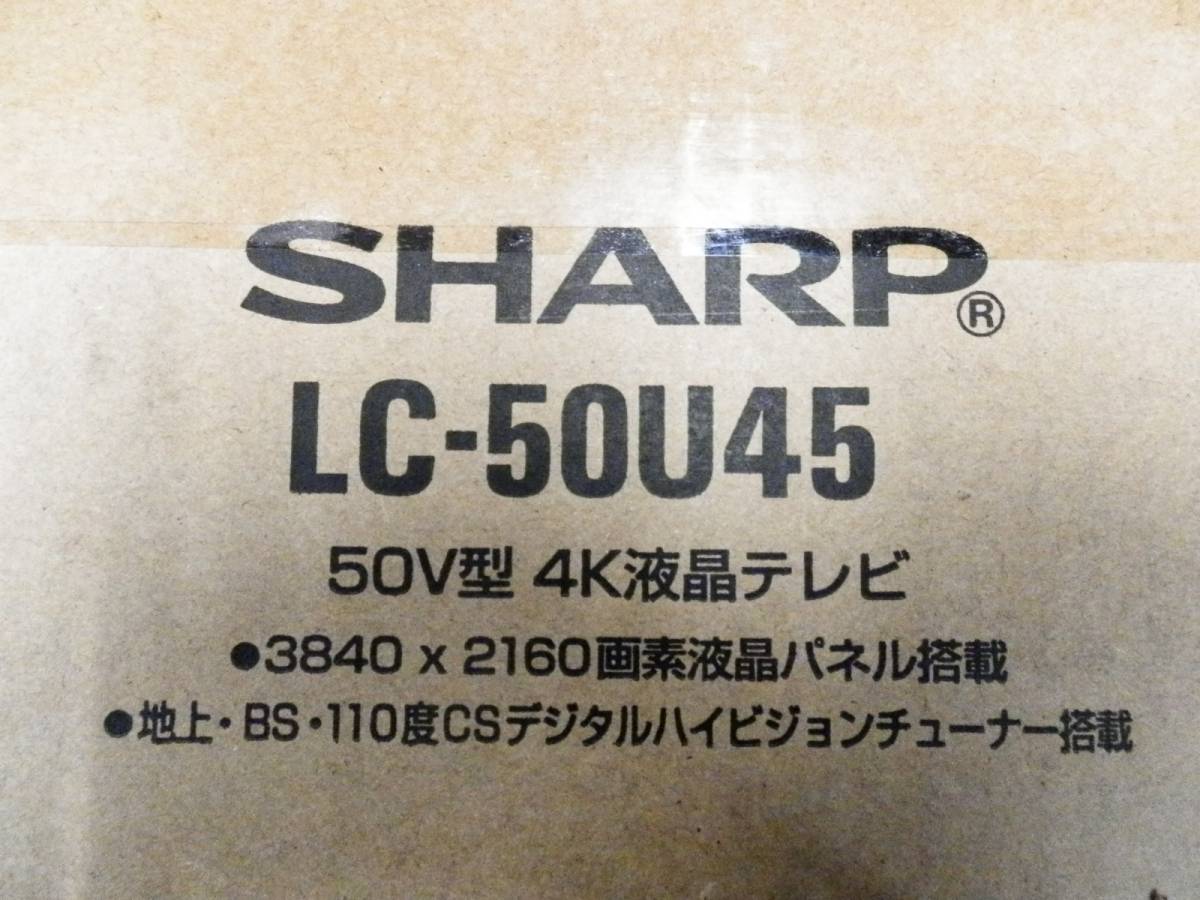 SHARP®
LC-50U45
50V型 4K液晶テレビ
●3840 x 2160画素液晶パネル搭載
●地上・BS・110度CSデジタルハイビジョンチューナー搭載